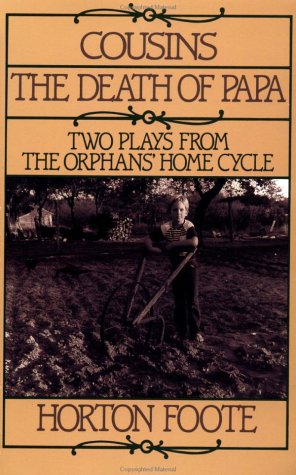 COUSINS
THE DEATH OF PAPA
TWO PLAYS FROM
THE ORPHANS' HOME CYCLE
HORTON FOOTE